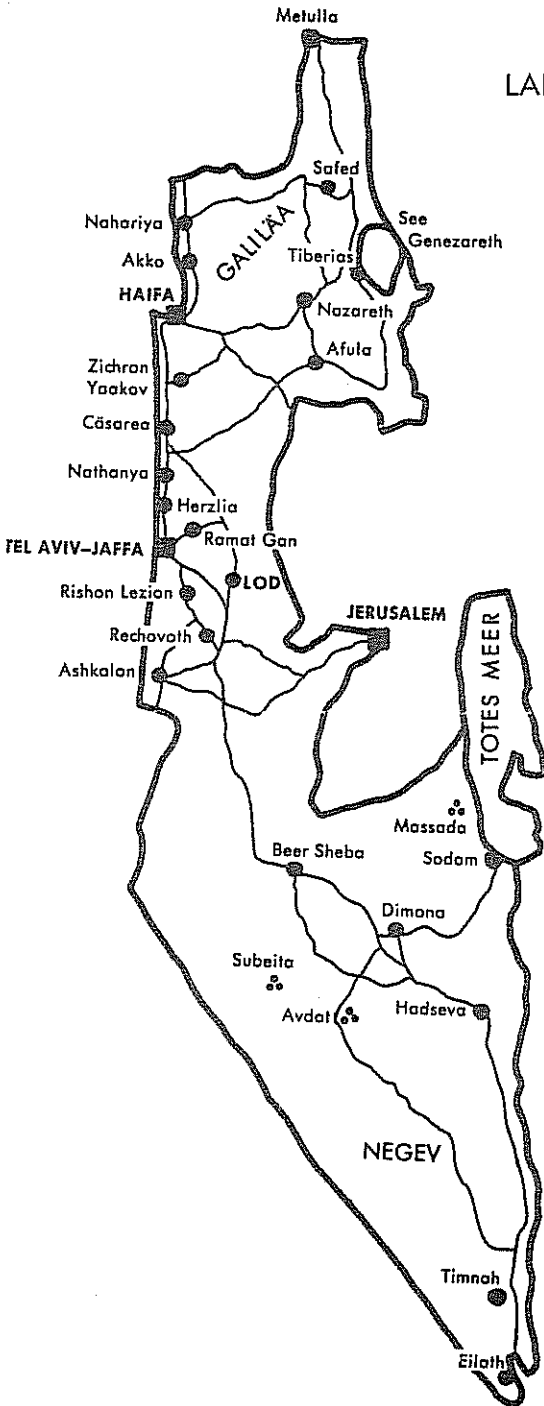 Metulla
LAN
Safed
Nahariya
GALILÄA
See
Genezareth
Akko
Tiberias
HAIFA
Nazareth
Zichron
Yaakov
Afula
Cäsarea
Nathanya
Herzlia
Ramat Gan
TEL AVIV–JAFFA
LOD
Rishon Lezion
Rechovoth
JERUSALEM
Ashkalon
TOTES MEER
Massada
Beer Sheba
Sodom
Dimona
Subeita
Avdat
Hadseva
NEGEV
Timnah
Eilath